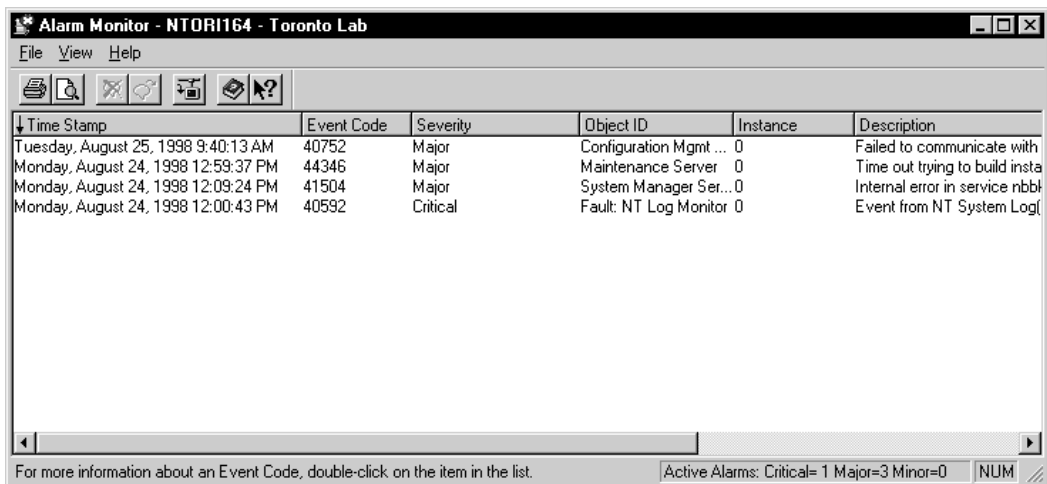 Alarm Monitor - NTORI164 - Toronto Lab
File View Help
Time Stamp Event Code Severity Object ID Instance Description
Tuesday, August 25, 1998 9:40:13 AM 40752 Major Configuration Mgmt ... 0 Failed to communicate with
Monday, August 24, 1998 12:59:37 PM 44346 Major Maintenance Server 0 Time out trying to build insta
Monday, August 24, 1998 12:09:24 PM 41504 Major System Manager Ser... 0 Internal error in service nbbk
Monday, August 24, 1998 12:00:43 PM 40592 Critical Fault: NT Log Monitor 0 Event from NT System Log(
For more information about an Event Code, double-click on the item in the list. Active Alarms: Critical= 1 Major=3 Minor=0 NUM